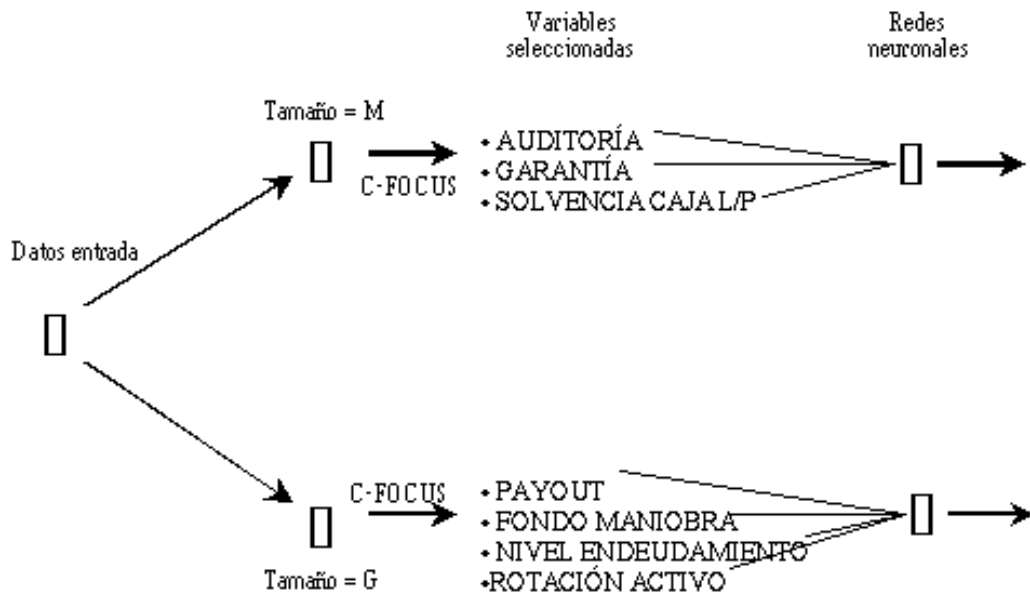 Variables
seleccionadas
Redes
neuronales
Tamaño = M
C-FOCUS
• AUDITORÍA
• GARANTÍA
• SOLVENCIA CAJA L/P
Datos entrada
C-FOCUS
• PAYOUT
• FONDO MANIOBRA
• NIVEL ENDEUDAMIENTO
•ROTACIÓN ACTIVO
Tamaño = G